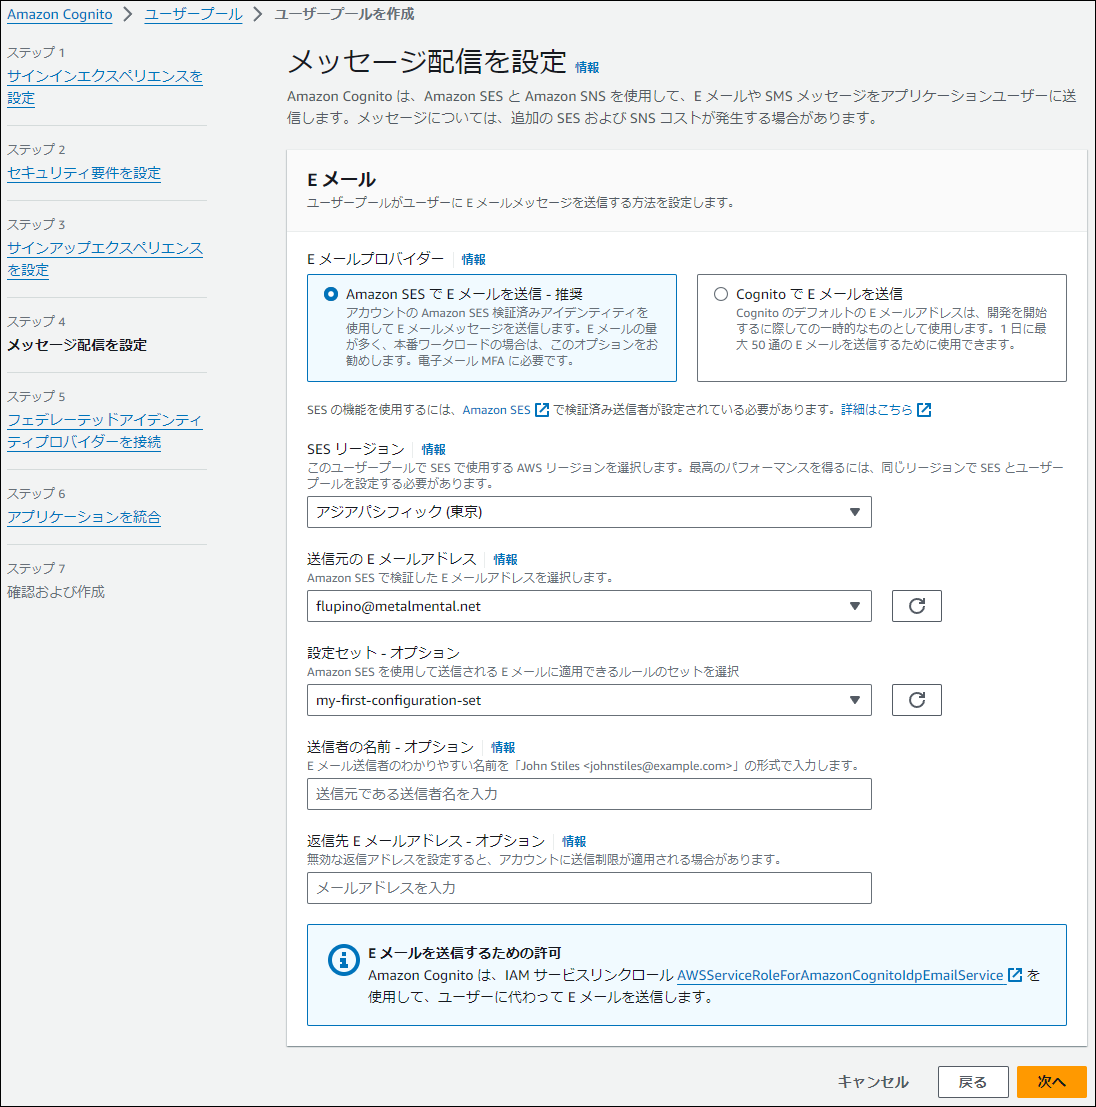 Amazon Cognito > ユーザープール > ユーザープールを作成
ステップ 1
サインインエクスペリエンスを
設定
ステップ 2
セキュリティ要件を設定
ステップ 3
サインアップエクスペリエンス
を設定
ステップ 4
メッセージ配信を設定
ステップ 5
フェデレーテッドアイデンティ
ティプロバイダーを接続
ステップ 6
アプリケーションを統合
ステップ 7
確認および作成
メッセージ配信を設定 情報
Amazon Cognito は、Amazon SES と Amazon SNS を使用して、E メールや SMS メッセージをアプリケーションユーザーに送
信します。メッセージについては、追加の SES および SNS コストが発生する場合があります。
E メール
ユーザープールがユーザーに E メールメッセージを送信する方法を設定します。
E メールプロバイダー 情報
Amazon SES で E メールを送信 - 推奨
アカウントの Amazon SES 検証済みアイデンティティを
使用して E メールメッセージを送信します。E メールの量
が多く、本番ワークロードの場合は、このオプションをお
勧めします。電子メール MFA に必要です。
Cognito で E メールを送信
Cognito のデフォルトの E メールアドレスは、開発を開始
するに際しての一時的なものとして使用します。1 日に最
大 50 通の E メールを送信するために使用できます。
SES の機能を使用するには、Amazon SES で検証済み送信者が設定されている必要があります。詳細はこちら
SES リージョン 情報
このユーザープールで SES で使用する AWS リージョンを選択します。最高のパフォーマンスを得るには、同じリージョンで SES とユーザー
プールを設定する必要があります。
アジアパシフィック (東京)
送信元の E メールアドレス 情報
Amazon SES で検証した E メールアドレスを選択します。
flupino@metalmental.net
設定セット - オプション
Amazon SES を使用して送信される E メールに適用できるルールのセットを選択
my-first-configuration-set
送信者の名前 - オプション 情報
E メール送信者のわかりやすい名前を「John Stiles <johnstiles@example.com>」の形式で入力します。
送信元である送信者名を入力
返信先 E メールアドレス - オプション 情報
無効な返信アドレスを設定すると、アカウントに送信制限が適用される場合があります。
メールアドレスを入力
E メールを送信するための許可
Amazon Cognito は、IAM サービスリンクロール AWSServiceRoleForAmazonCognitoIdpEmailService を
使用して、ユーザーに代わって E メールを送信します。
キャンセル 戻る 次へ